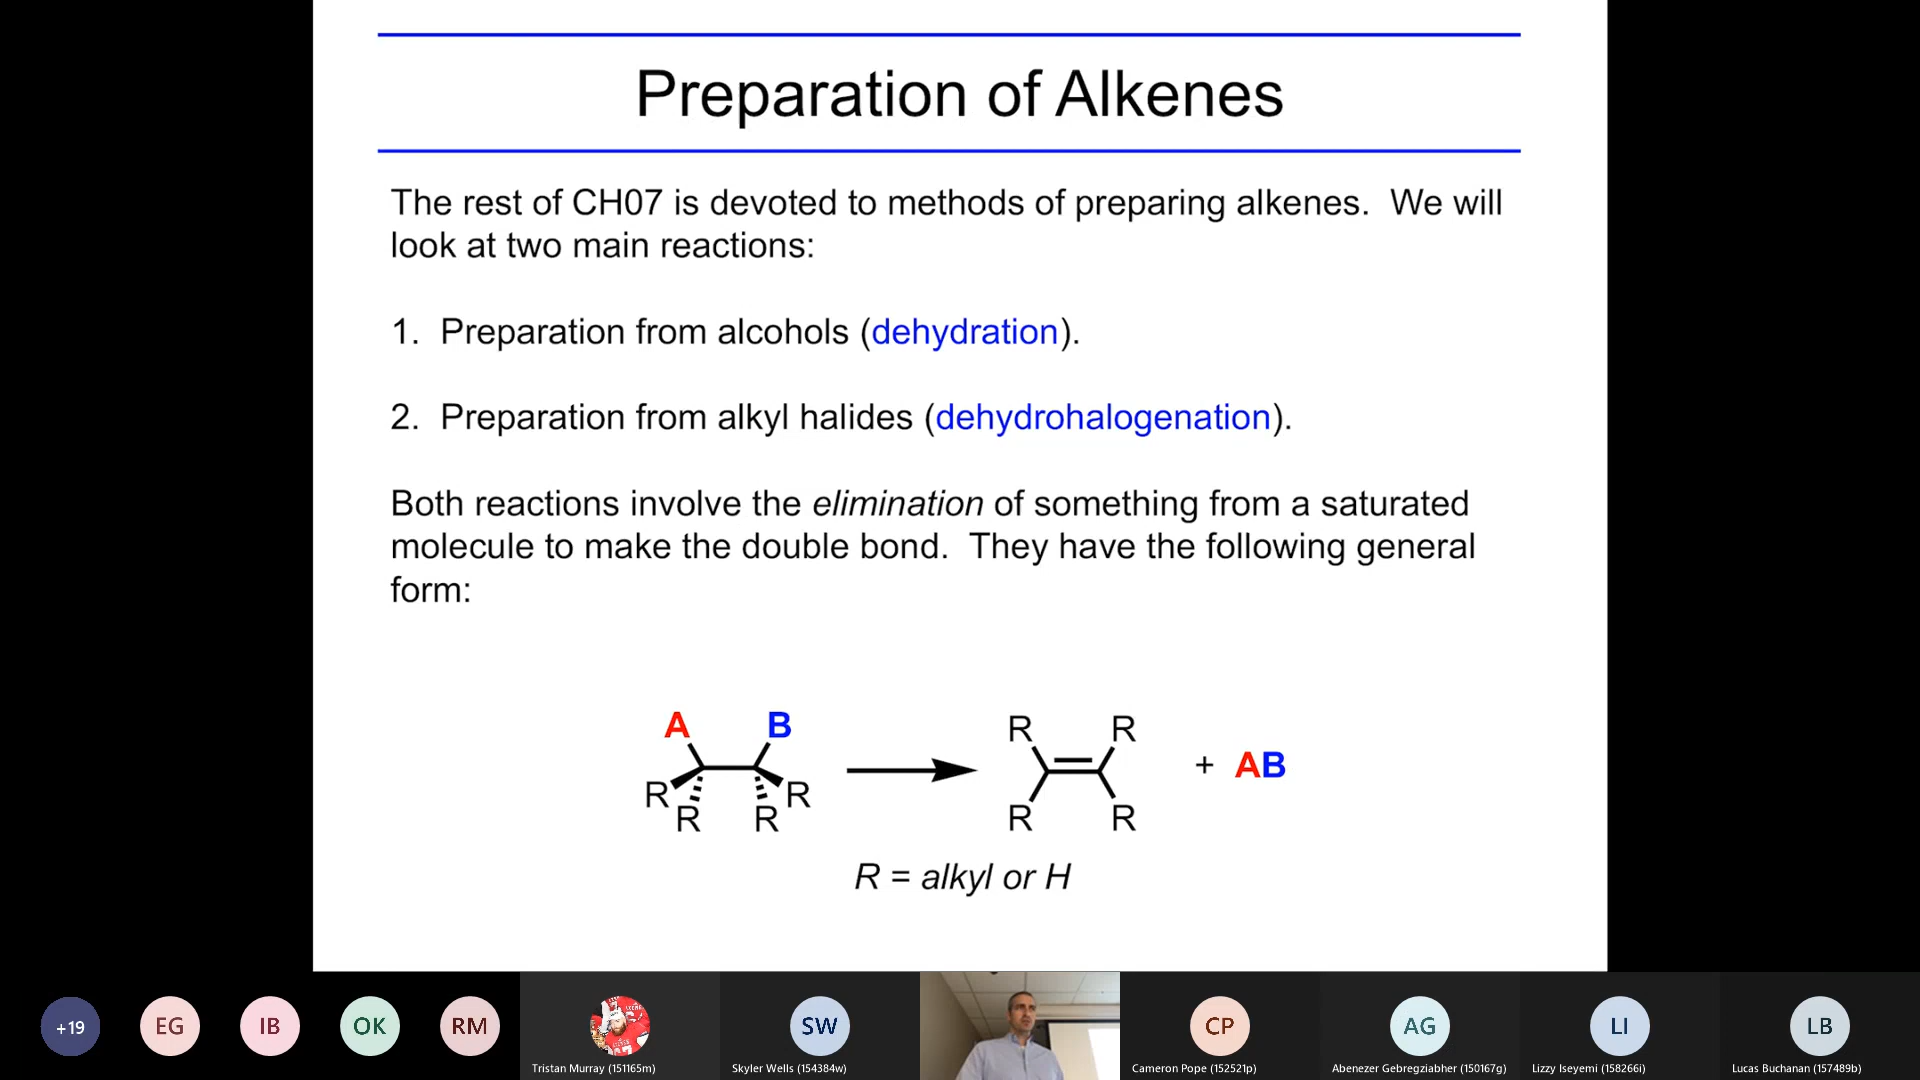 Preparation of Alkenes
The rest of CH07 is devoted to methods of preparing alkenes. We will
look at two main reactions:
1. Preparation from alcohols (dehydration).
2. Preparation from alkyl halides (dehydrohalogenation).
Both reactions involve the elimination of something from a saturated
molecule to make the double bond. They have the following general
form:
A B R R
R R R R R R + AB
R = alkyl or H
+19 EG IB OK RM SW CP AG LI LB
Tristan Murray (151165m) Skyler Wells (154384w) Cameron Pope (152521p) Abenezer Gebregziabher (150167g) Lizzy Iseyemi (158266i) Lucas Buchanan (157489b)